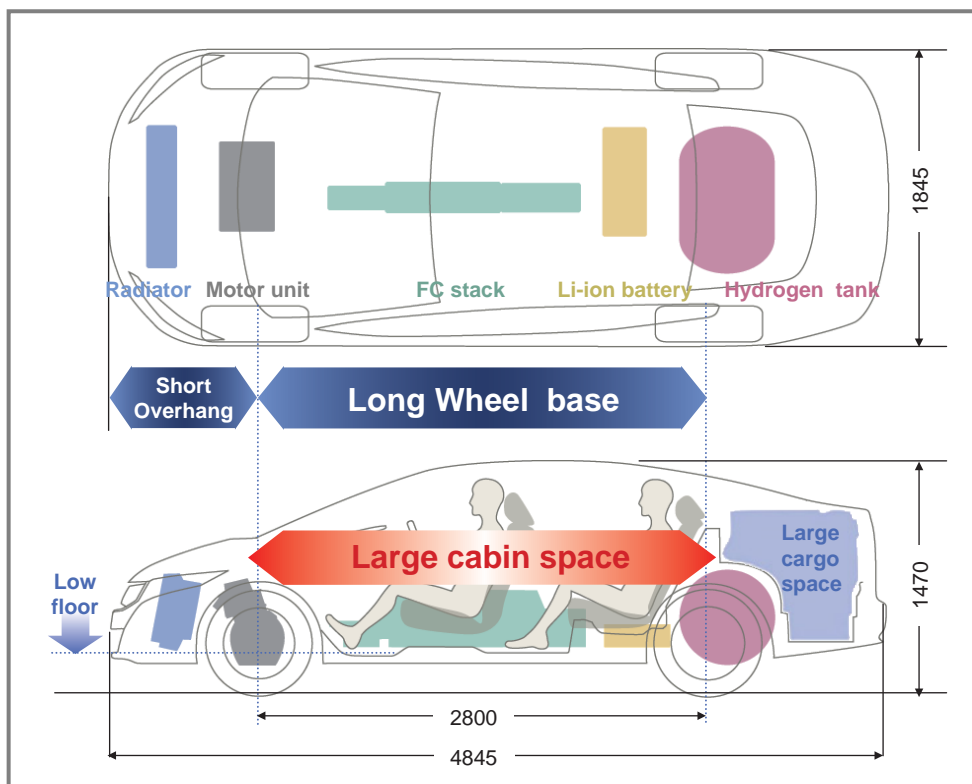 1845
Radiator Motor unit FC stack Li-ion battery Hydrogen tank
Short
Overhang
Long Wheel base
Large cabin space
Large
cargo
space
Low
floor
1470
2800
4845